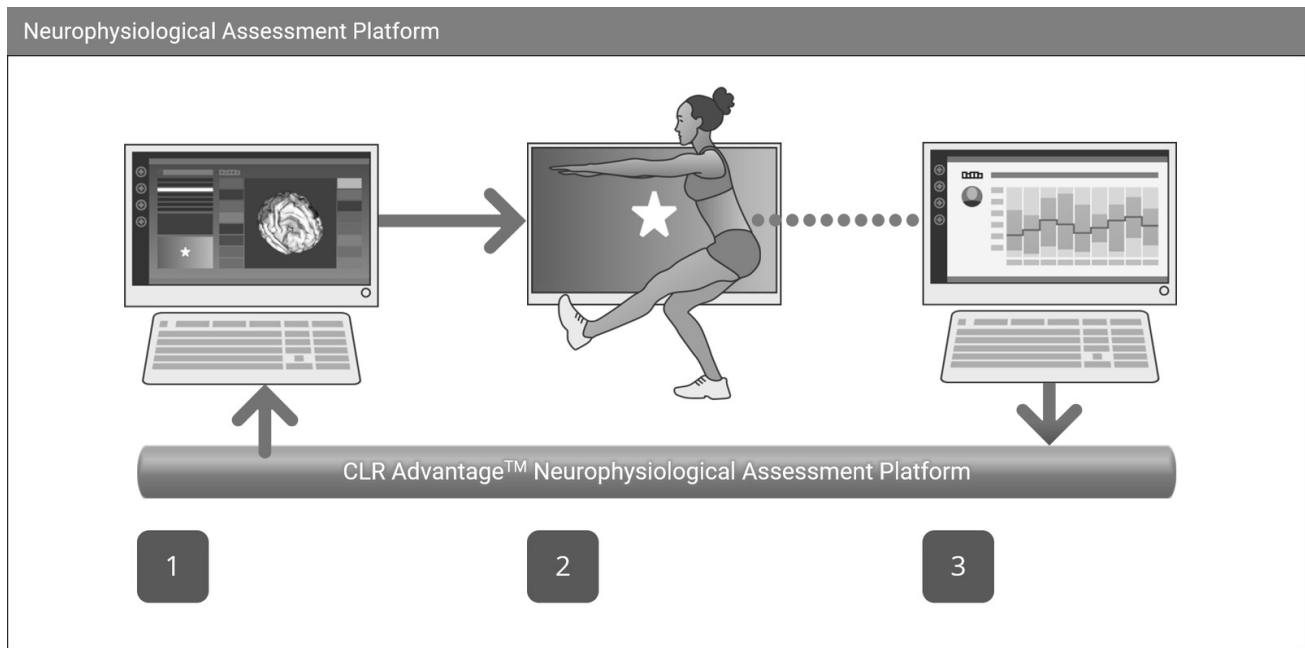 Neurophysiological Assessment Platform
CLR Advantage™ Neurophysiological Assessment Platform
1
2
3